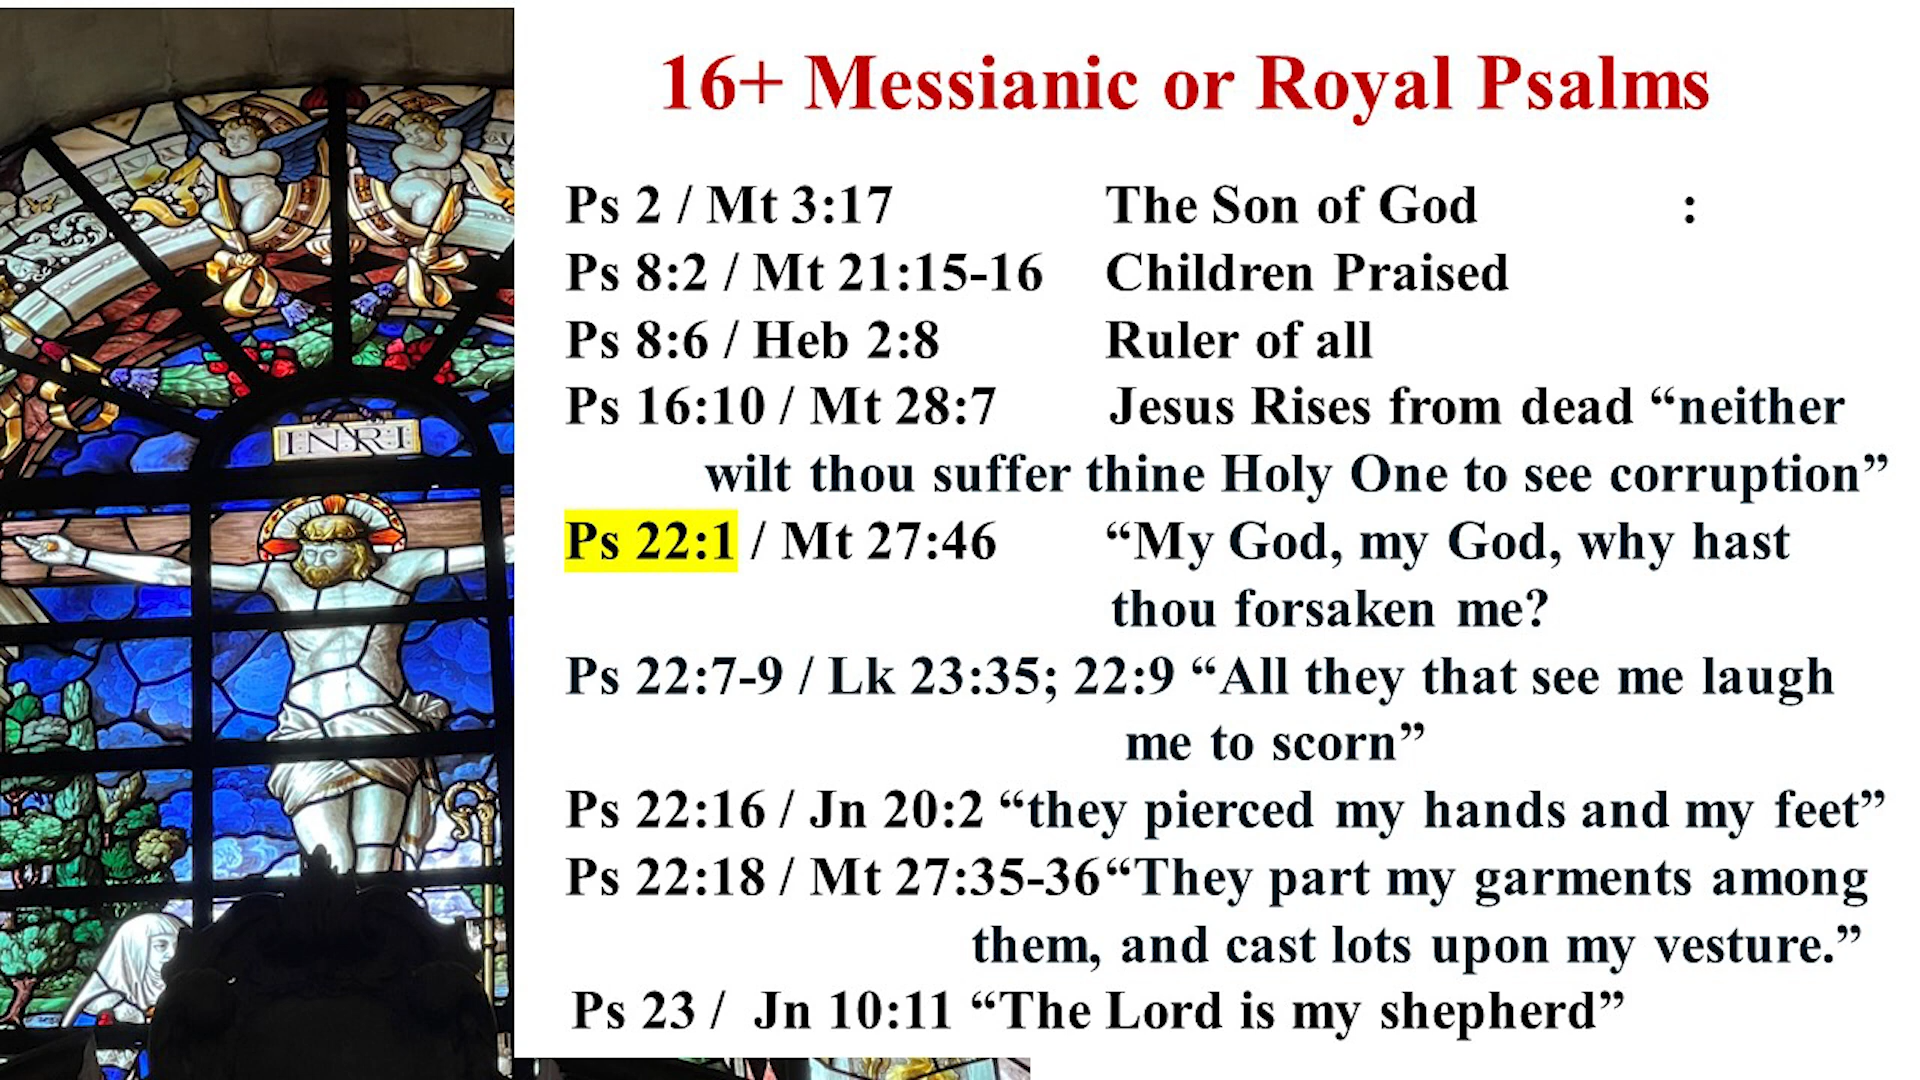 16+ Messianic or Royal Psalms
Ps 2 / Mt 3:17 The Son of God :
Ps 8:2 / Mt 21:15-16 Children Praised
Ps 8:6 / Heb 2:8 Ruler of all
Ps 16:10 / Mt 28:7 Jesus Rises from dead “neither
wilt thou suffer thine Holy One to see corruption”
Ps 22:1 / Mt 27:46 “My God, my God, why hast
thou forsaken me?
Ps 22:7-9 / Lk 23:35; 22:9 “All they that see me laugh
me to scorn”
Ps 22:16 / Jn 20:2 “they pierced my hands and my feet”
Ps 22:18 / Mt 27:35-36“They part my garments among
them, and cast lots upon my vesture.”
Ps 23 / Jn 10:11 “The Lord is my shepherd”
I·N·R·I